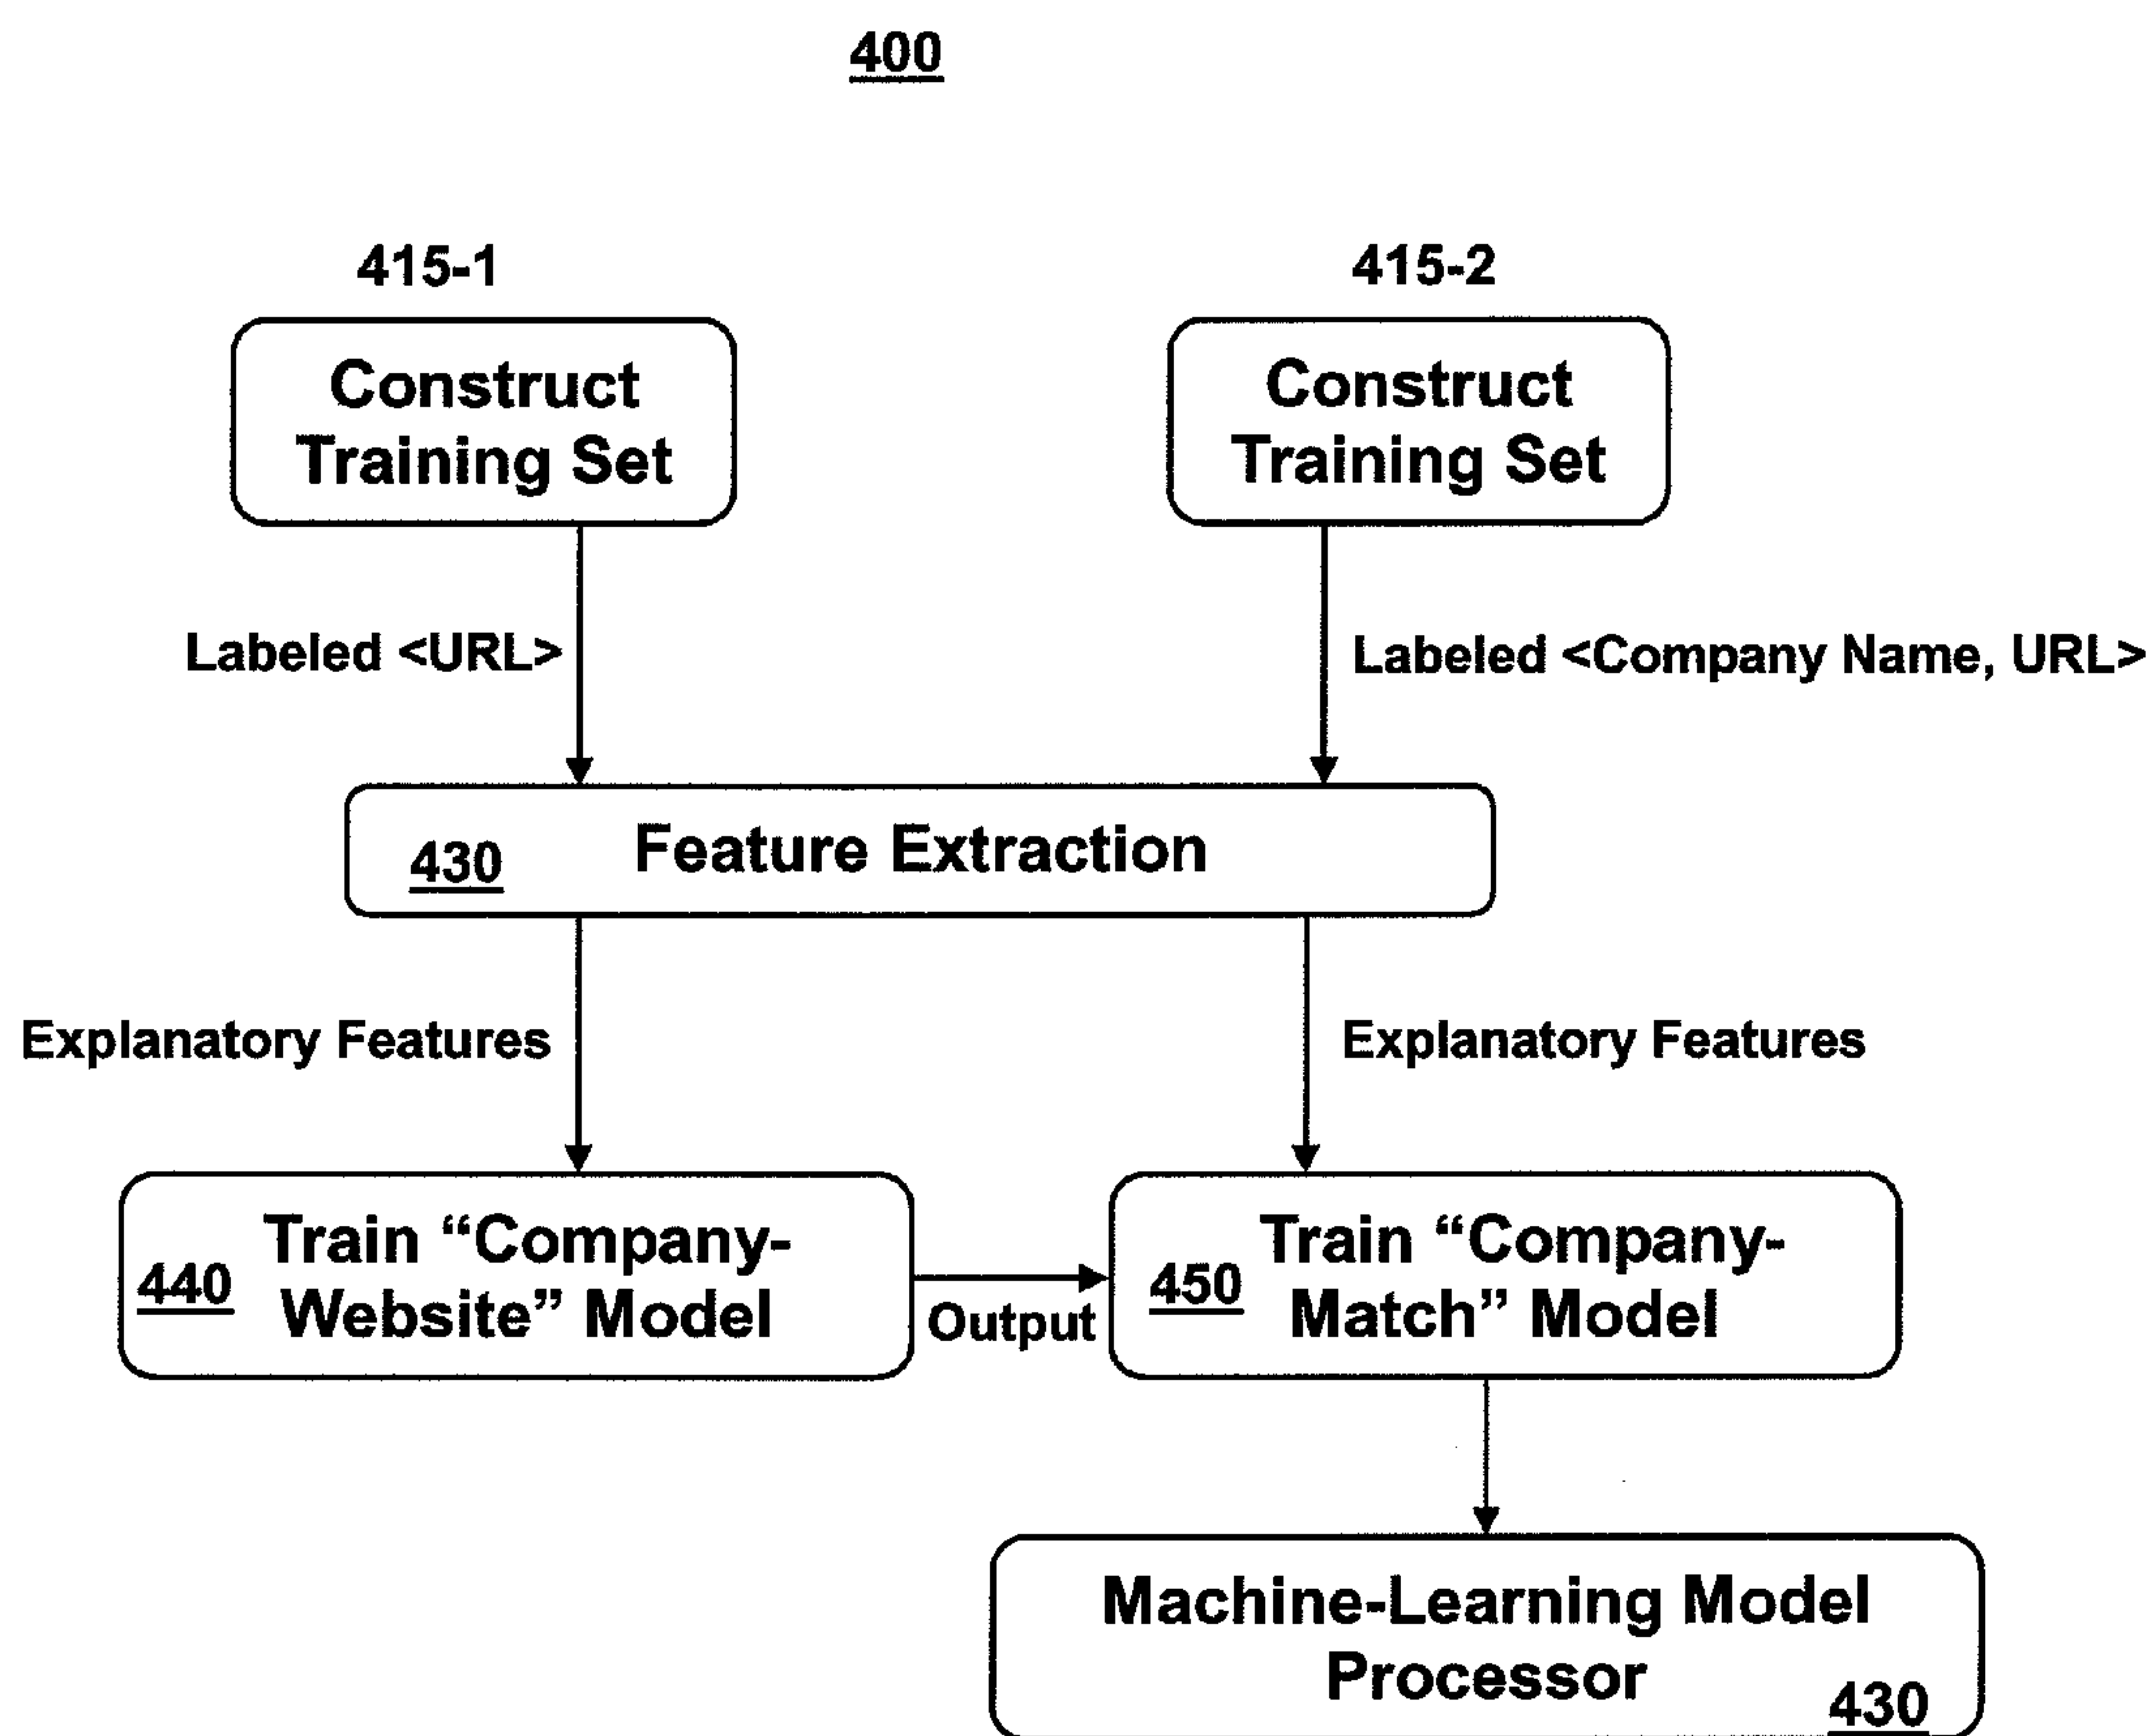 400
415-1
415-2
Construct
Training Set
Construct
Training Set
Labeled <URL>
Labeled <Company Name, URL>
430
Feature Extraction
Explanatory Features
Explanatory Features
440
Train “Company-
Website” Model
Output
450
Train “Company-
Match” Model
Machine-Learning Model
Processor
430